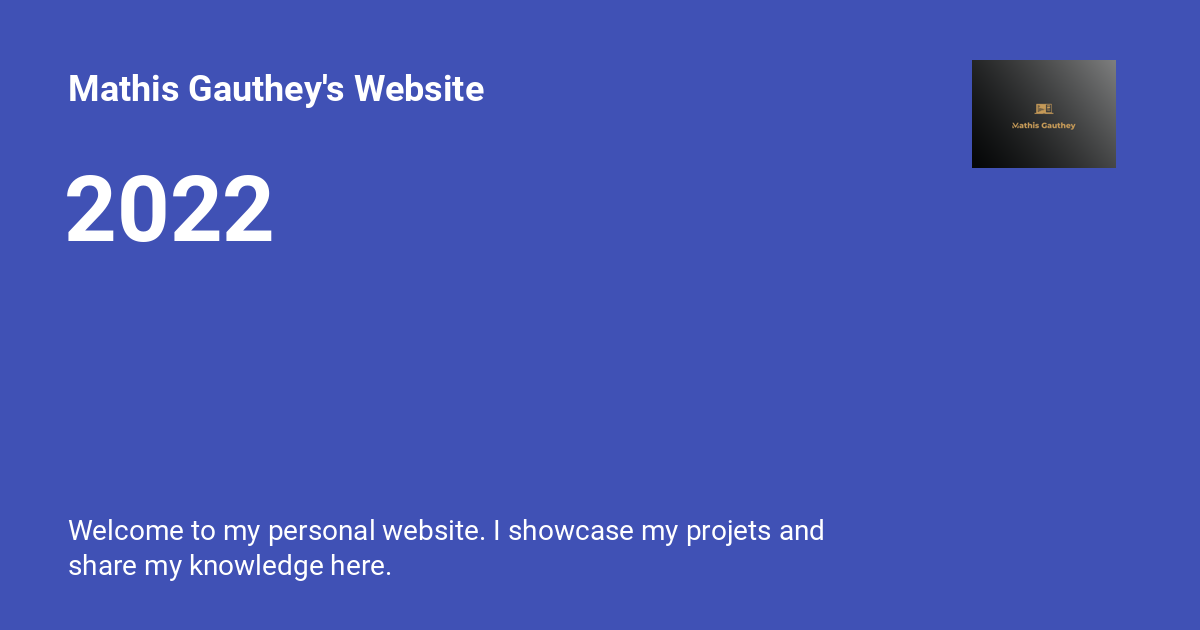 Mathis Gauthey's Website
Mathis Gauthey
2022
Welcome to my personal website. I showcase my projets and
share my knowledge here.